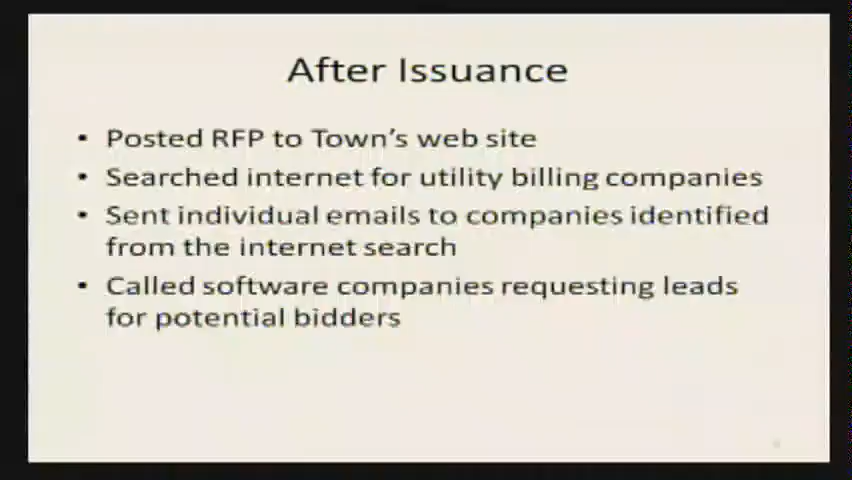 After Issuance
• Posted RFP to Town's web site
• Searched internet for utility billing companies
• Sent individual emails to companies identified
from the internet search
• Called software companies requesting leads
for potential bidders